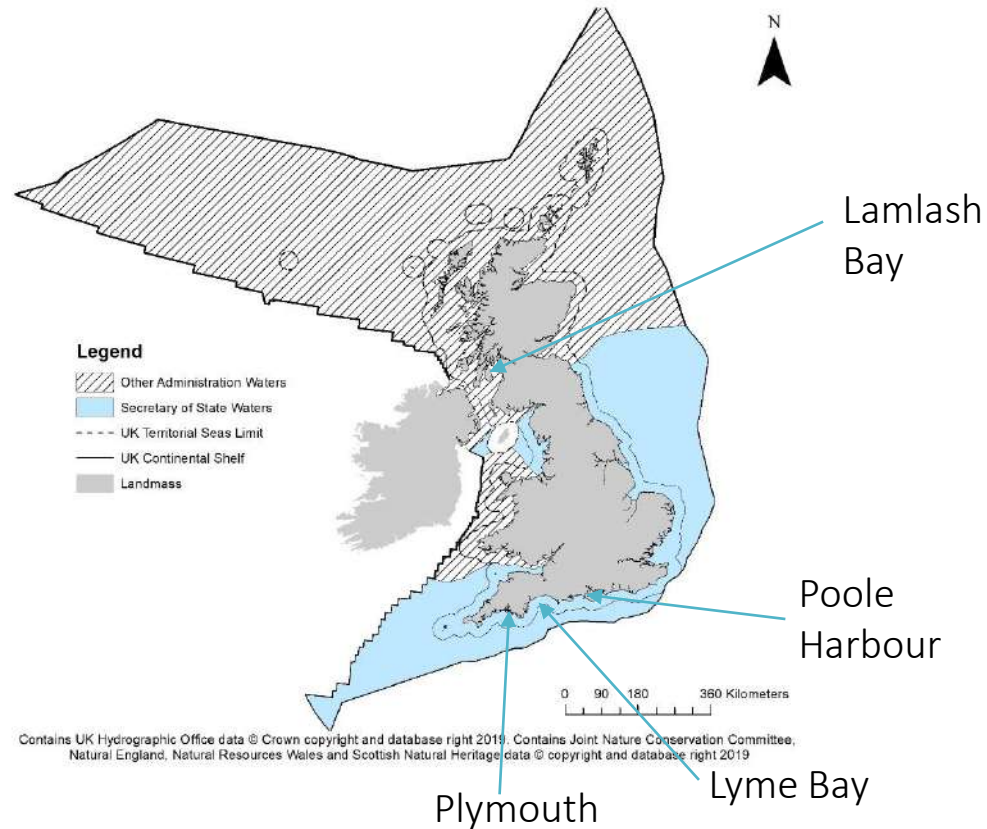 N
Lamlash
Bay
Legend
Other Administration Waters
Secretary of State Waters
UK Territorial Seas Limit
UK Continental Shelf
Landmass
Poole
Harbour
0 90 180 360 Kilometers
Contains UK Hydrographic Office data © Crown copyright and database right 2019. Contains Joint Nature Conservation Committee,
Natural England, Natural Resources Wales and Scottish Natural Heritage data © copyright and database right 2019
Lyme Bay
Plymouth